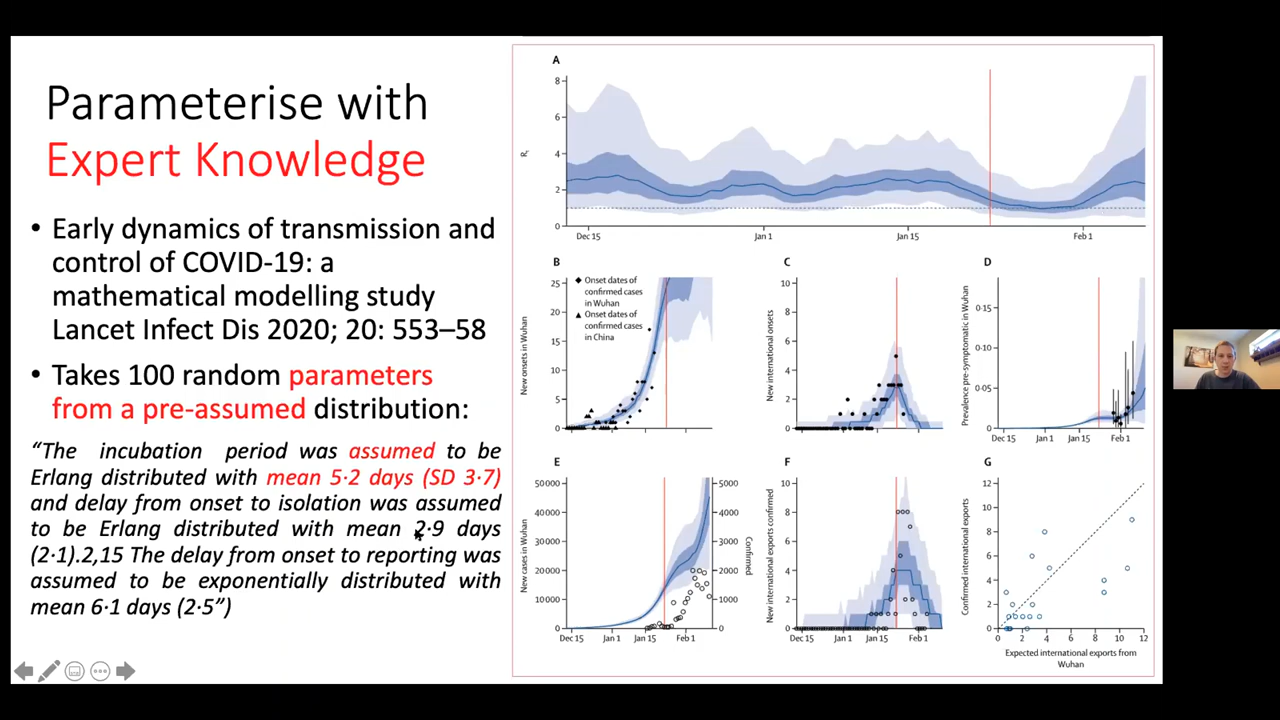 Parameterise with
Expert Knowledge
• Early dynamics of transmission and
control of COVID-19: a
mathematical modelling study
Lancet Infect Dis 2020; 20: 553–58
• Takes 100 random parameters
from a pre-assumed distribution:
“The incubation period was assumed to be
Erlang distributed with mean 5·2 days (SD 3·7)
and delay from onset to isolation was assumed
to be Erlang distributed with mean 2·9 days
(2·1).2,15 The delay from onset to reporting was
assumed to be exponentially distributed with
mean 6·1 days (2·5”)
A
8
6
4
2
0
Rt
Dec 15
Jan 1
Jan 15
Feb 1
B
25
20
15
10
5
0
New onsets in Wuhan
Onset dates of
confirmed cases
in Wuhan
Onset dates of
confirmed cases
in China
C
10
8
6
4
2
0
New international onsets
D
0·15
0·10
0·05
0
Prevalence pre-symptomatic in Wuhan
Dec 15
Jan 1
Jan 15
Feb 1
E
50000
40000
30000
20000
10000
0
New cases in Wuhan
5000
4000
3000
2000
1000
0
Confirmed
Dec 15
Jan 1
Jan 15
Feb 1
F
10
8
6
4
2
0
New international exports confirmed
Dec 15
Jan 1
Jan 15
Feb 1
G
12
10
8
6
4
2
0
Confirmed international exports
0
2
4
6
8
10
12
Expected international exports from
Wuhan